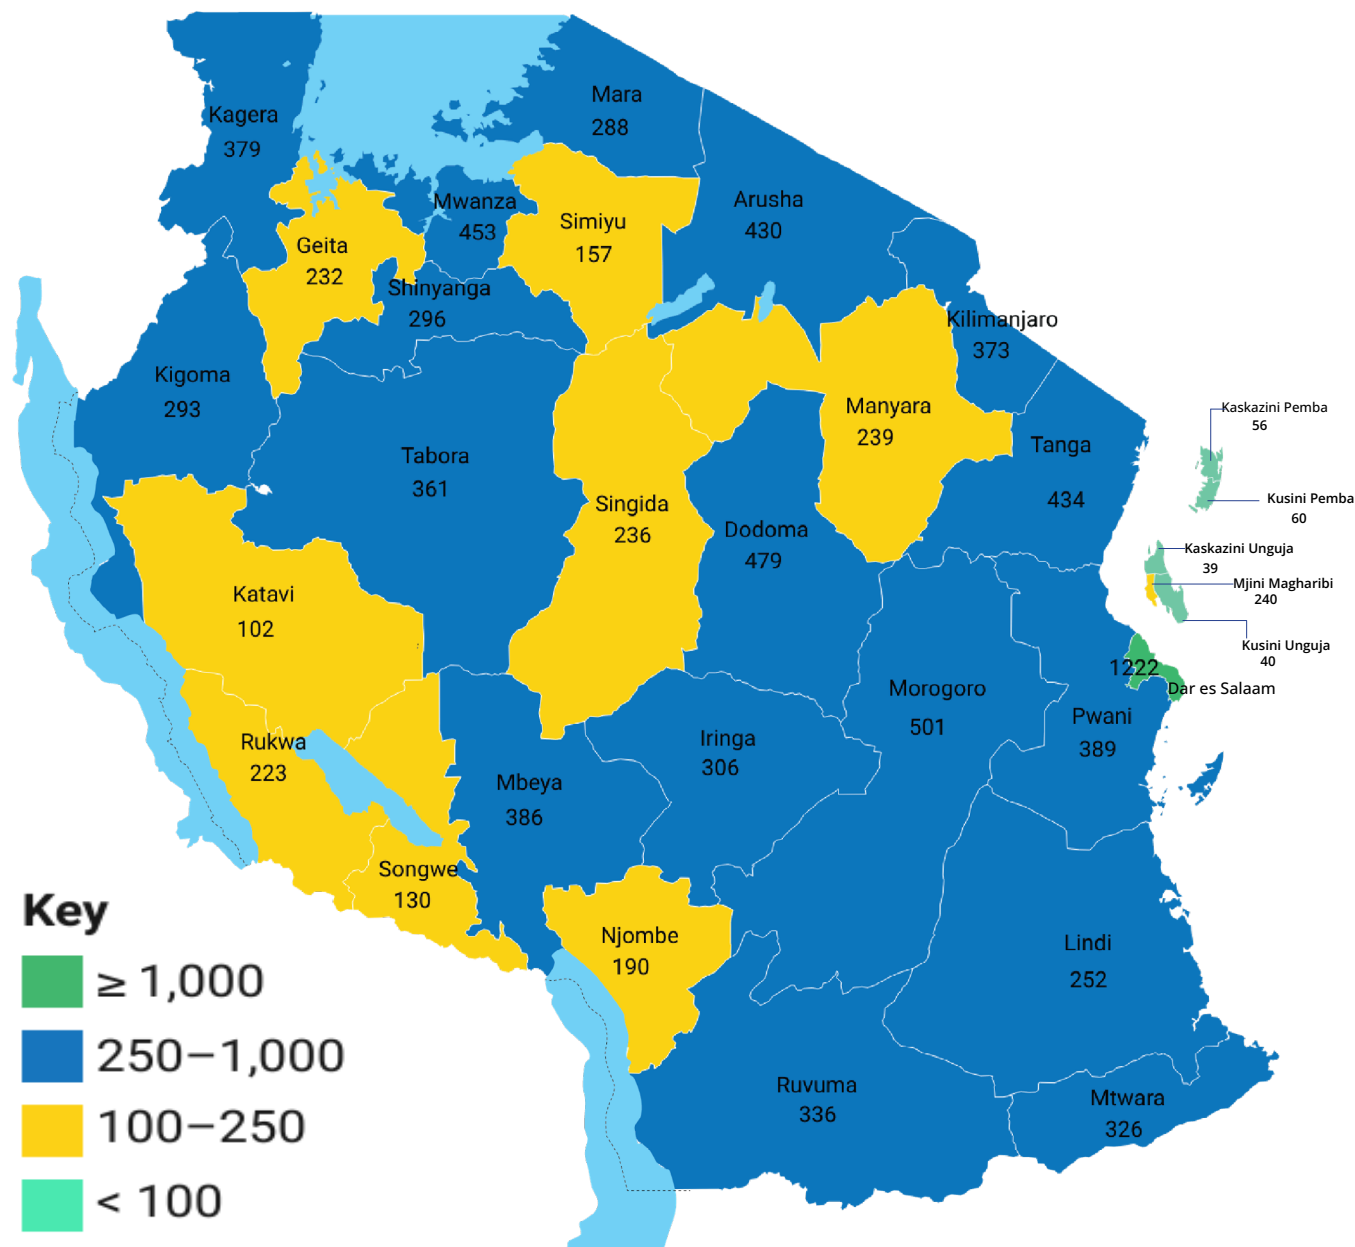 Mara
288
Kagera
379
Arusha
430
Mwanza
453
Simiyu
157
Geita
232
Shinyanga
296
Kilimanjaro
373
Kigoma
293
Manyara
239
Kaskazini Pemba
56
Tanga
434
Tabora
361
Singida
236
Kusini Pemba
60
Dodoma
479
Kaskazini Unguja
39
Mjini Magharibi
240
Katavi
102
Kusini Unguja
40
1222
Dar es Salaam
Morogoro
501
Pwani
389
Rukwa
223
Iringa
306
Mbeya
386
Songwe
130
Njombe
190
Lindi
252
Ruvuma
336
Mtwara
326
Key
≥ 1,000
250–1,000
100–250
< 100